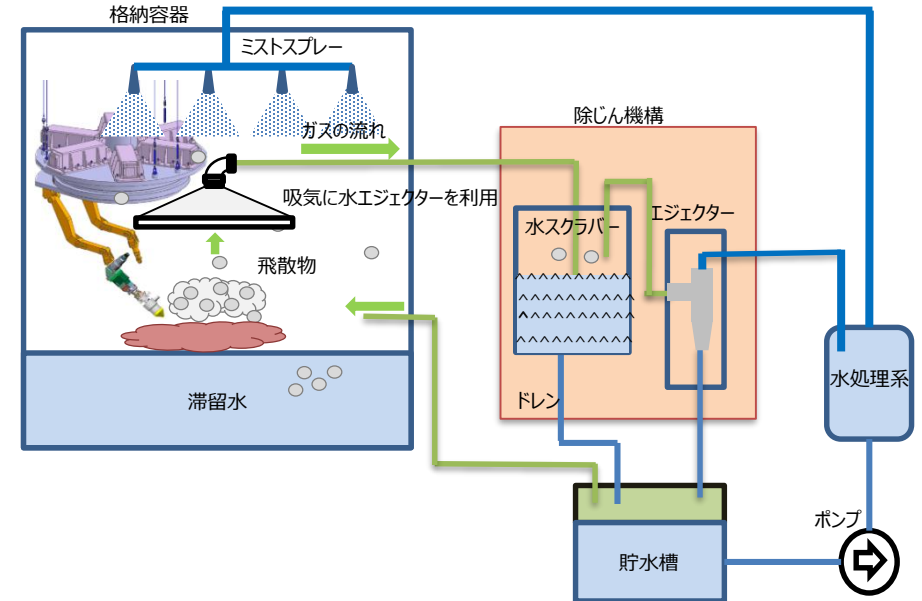 格納容器
ミストスプレー
ガスの流れ
除じん機構
吸気に水エジェクターを利用
水スクラバー
エジェクター
飛散物
水処理系
滞留水
ドレン
ポンプ
貯水槽